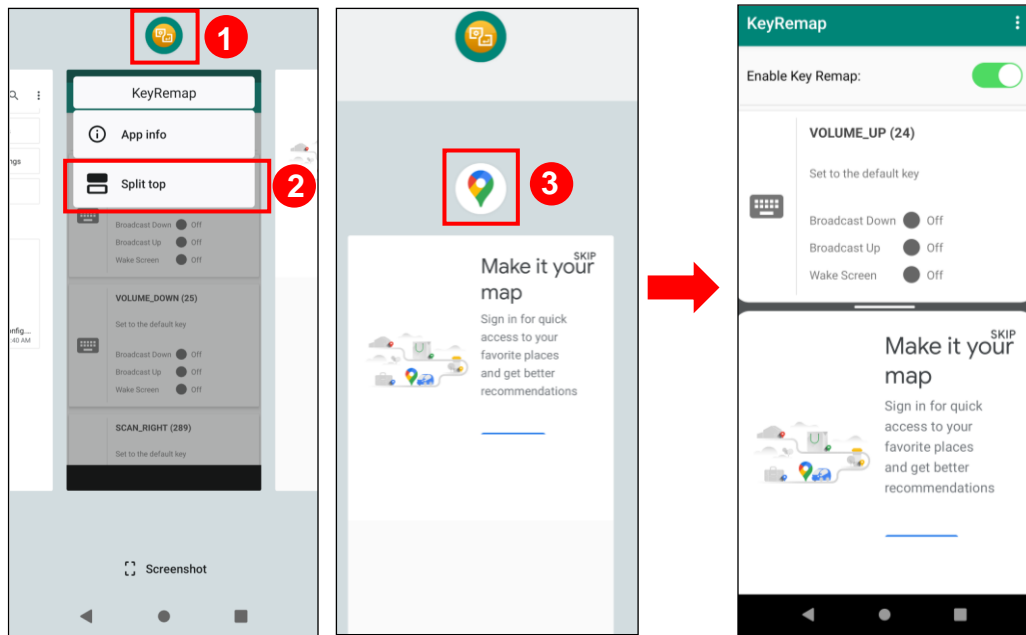 1
KeyRemap
App info
Split top
2
ngs
Broadcast Down Off
Broadcast Up Off
Wake Screen Off
VOLUME_DOWN (25)
Set to the default key
onfig...
:40 AM
Broadcast Down Off
Broadcast Up Off
Wake Screen Off
SCAN_RIGHT (289)
Set to the default key
Screenshot
3
SKIP
Make it your
map
Sign in for quick
access to your
favorite places
and get better
recommendations
KeyRemap
Enable Key Remap:
VOLUME_UP (24)
Set to the default key
Broadcast Down Off
Broadcast Up Off
Wake Screen Off
SKIP
Make it your
map
Sign in for quick
access to your
favorite places
and get better
recommendations